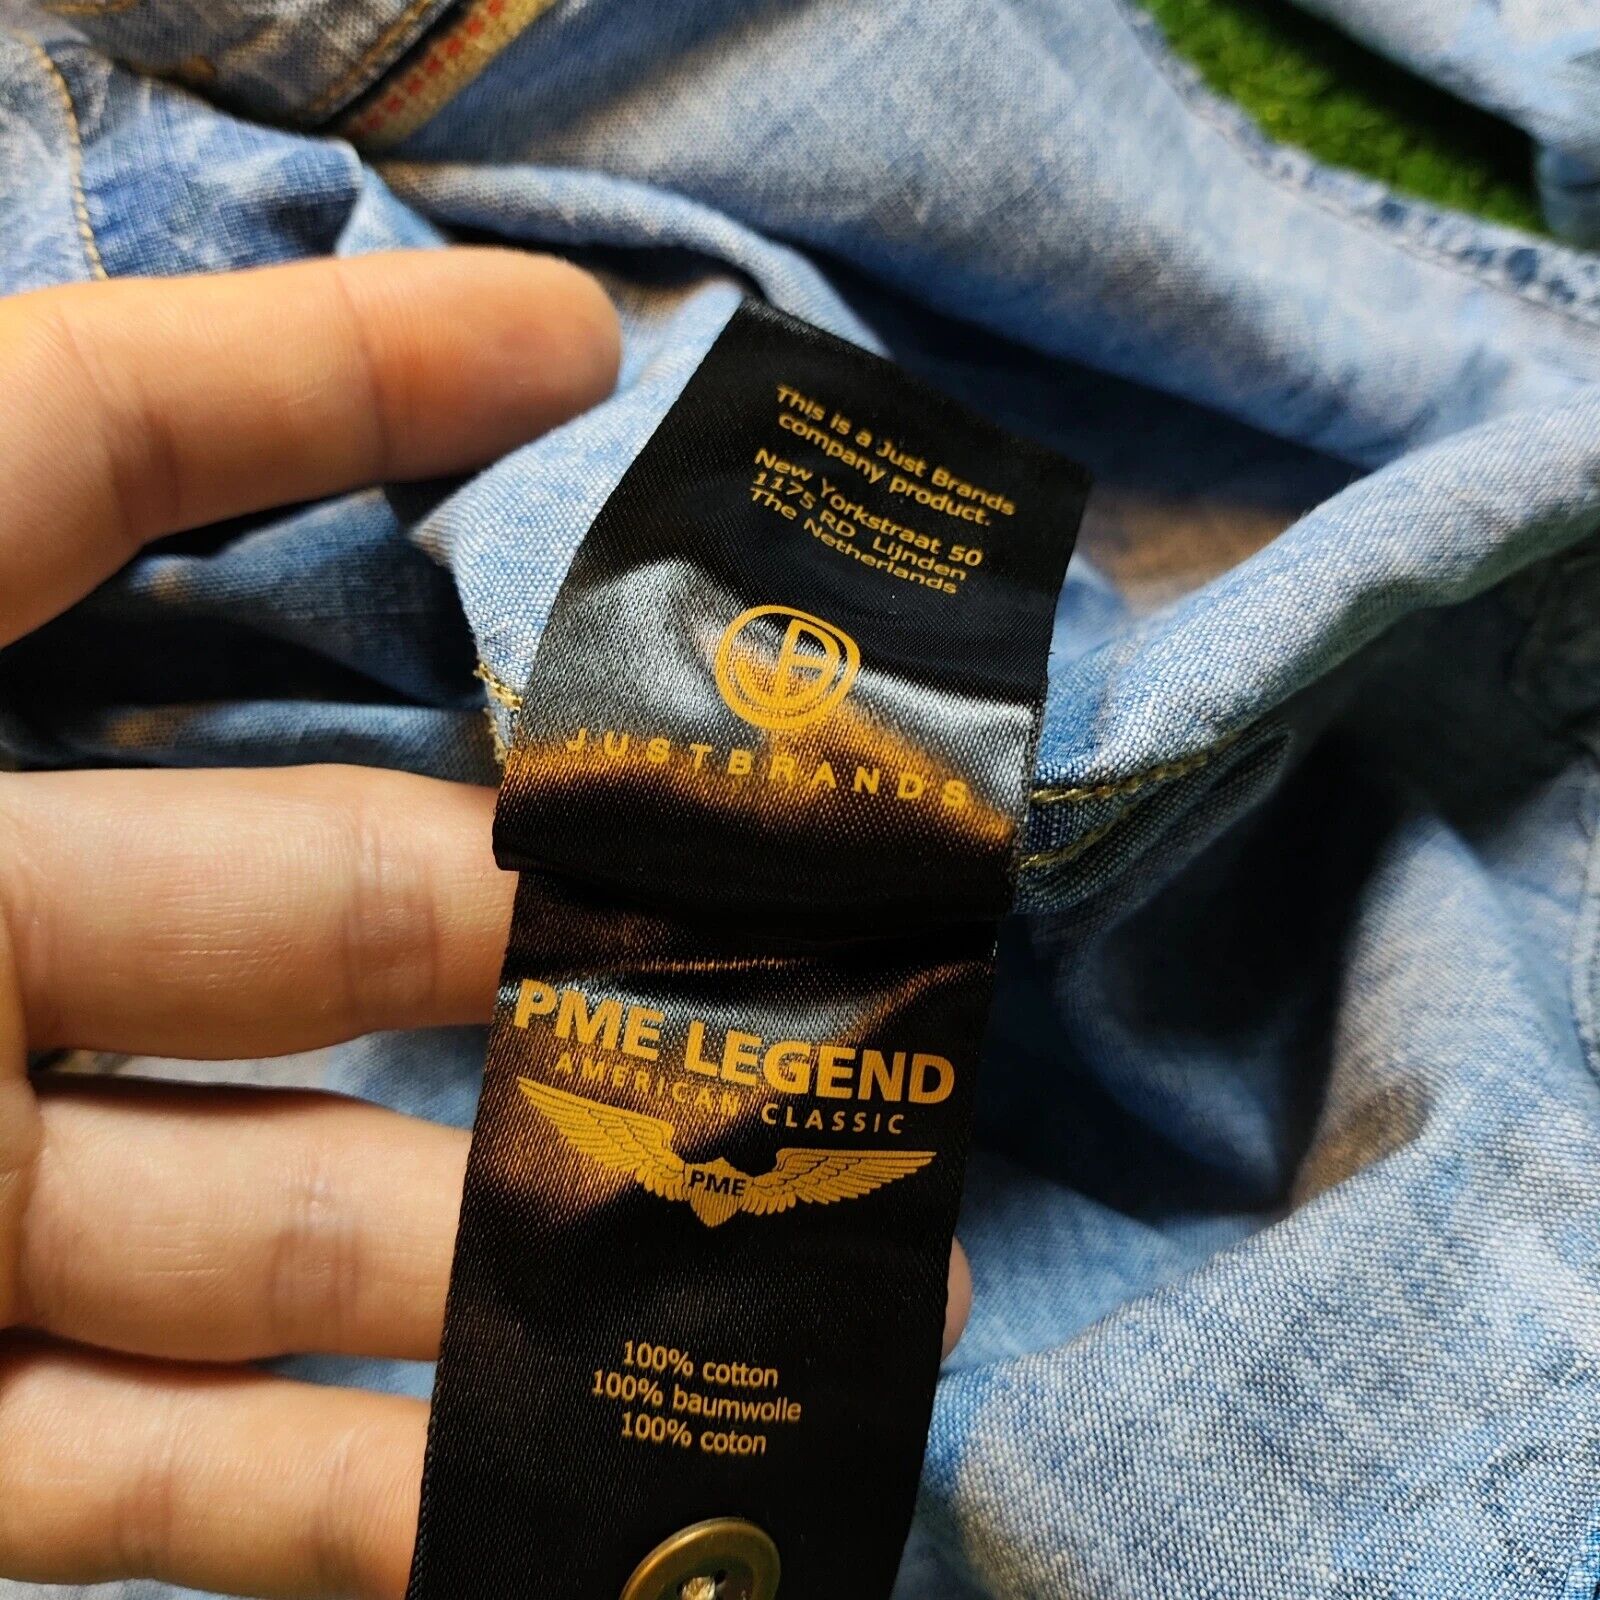 This is a Just Brands
company product.
New Yorkstraat 50
1175 RD Lijnden
The Netherlands
JUSTBRANDS
PME LEGEND
AMERICAN CLASSIC
PME
100% cotton
100% baumwolle
100% coton